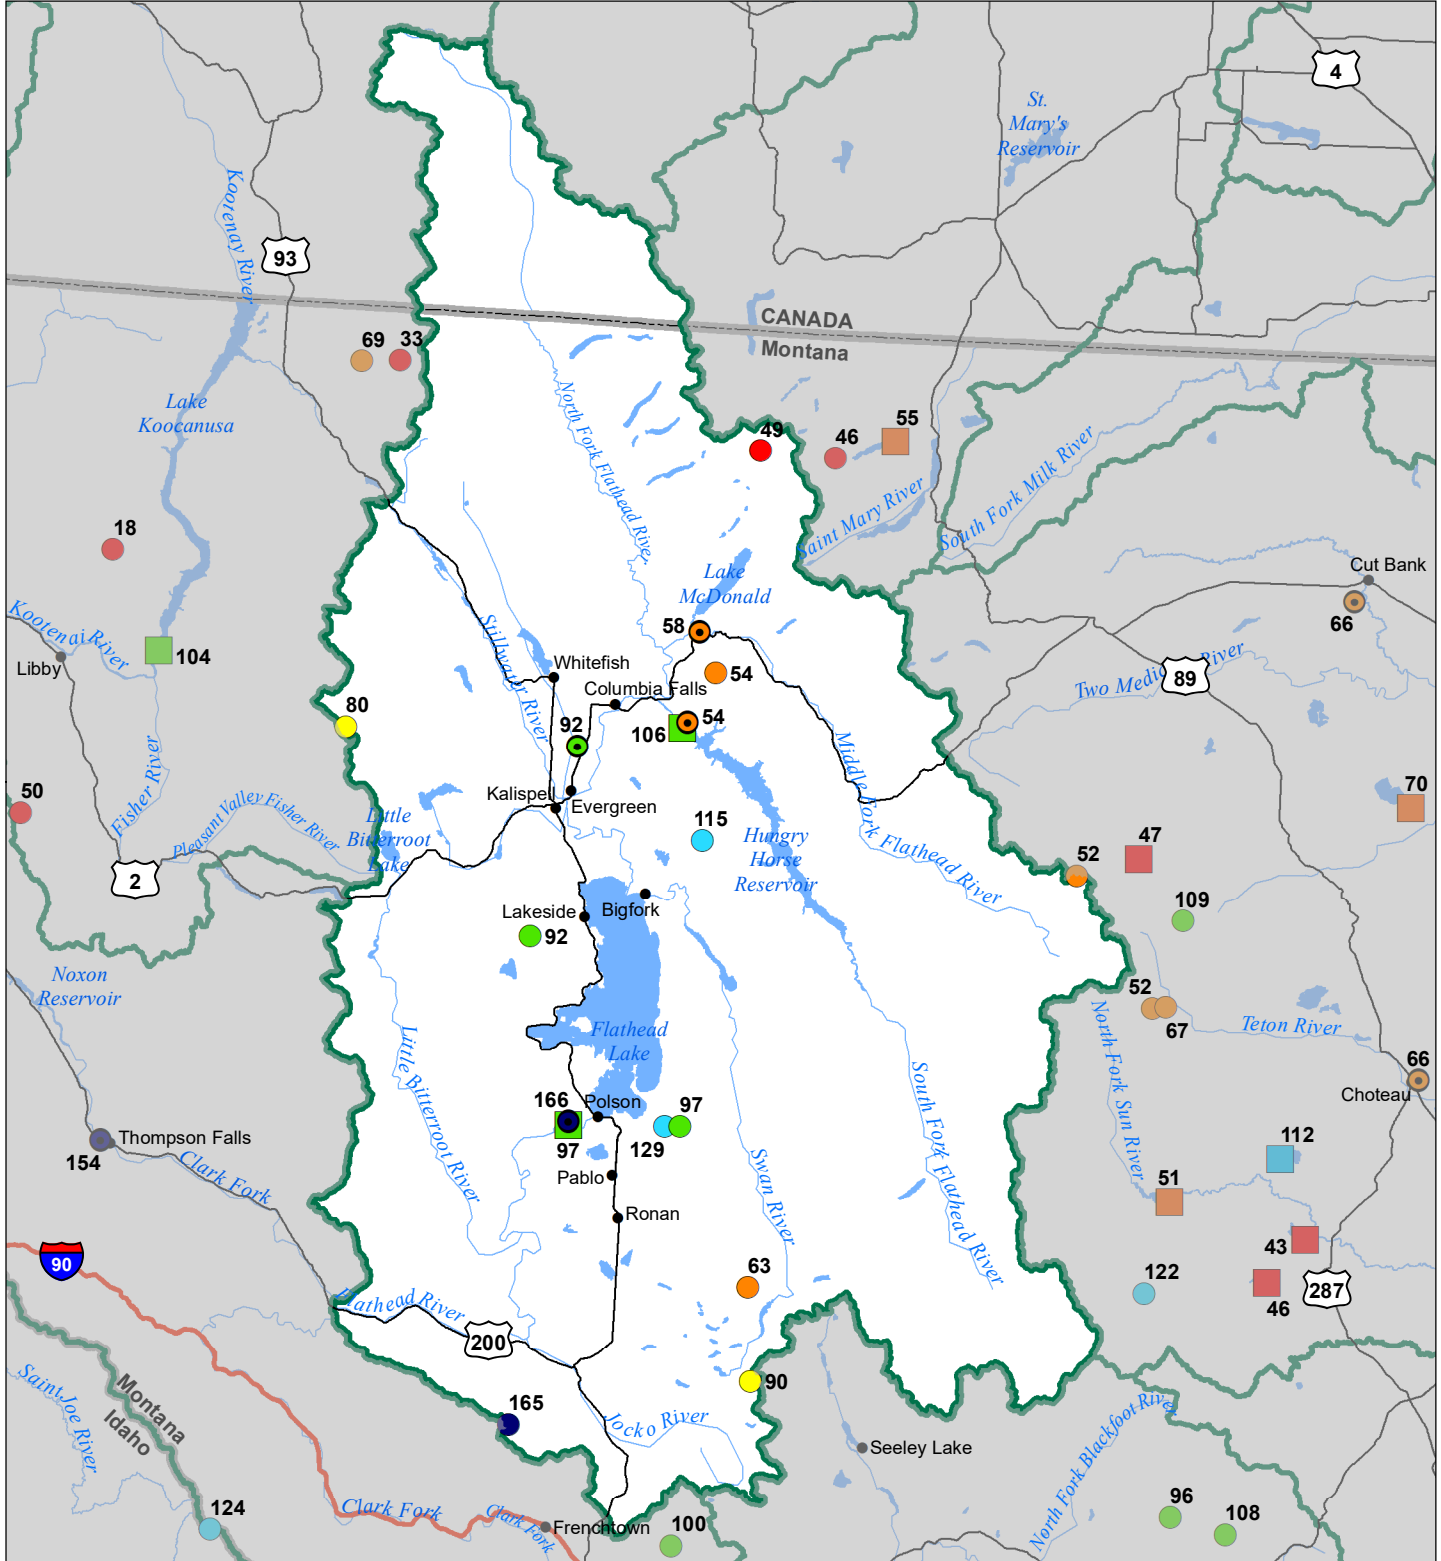 4
St.
Mary's
Reservoir
Kootenay River
93
CANADA
Montana
69
33
Lake
Koocanusa
North Fork Flathead River
49
46
55
South Fork Milk River
Saint Mary River
18
Lake
McDonald
Cut Bank
66
Kootenai River
Libby
104
58
Stillwater River
Whitefish
Columbia Falls
54
Two Medicine River
89
80
92
106
54
Middle Fork Flathead River
Fisher River
50
Pleasant Valley Fisher River
Little
Bitterroot
Lake
Kalispell
Evergreen
115
Hungry
Horse
Reservoir
70
47
52
2
109
Lakeside
Bigfork
92
Noxon
Reservoir
52
67
North Fork Sun River
Teton River
Flathead
Lake
Little Bitterroot River
South Fork Flathead River
66
Choteau
166
Polson
97
97
129
Thompson Falls
154
Clark Fork
Pablo
Swan River
112
51
Ronan
43
90
63
122
46
287
Flathead River
200
90
165
Jocko River
Montana
Idaho
Saint Joe River
Seeley Lake
North Fork Blackfoot River
96
108
124
Clark Fork
Clark Fork
Frenchtown
100